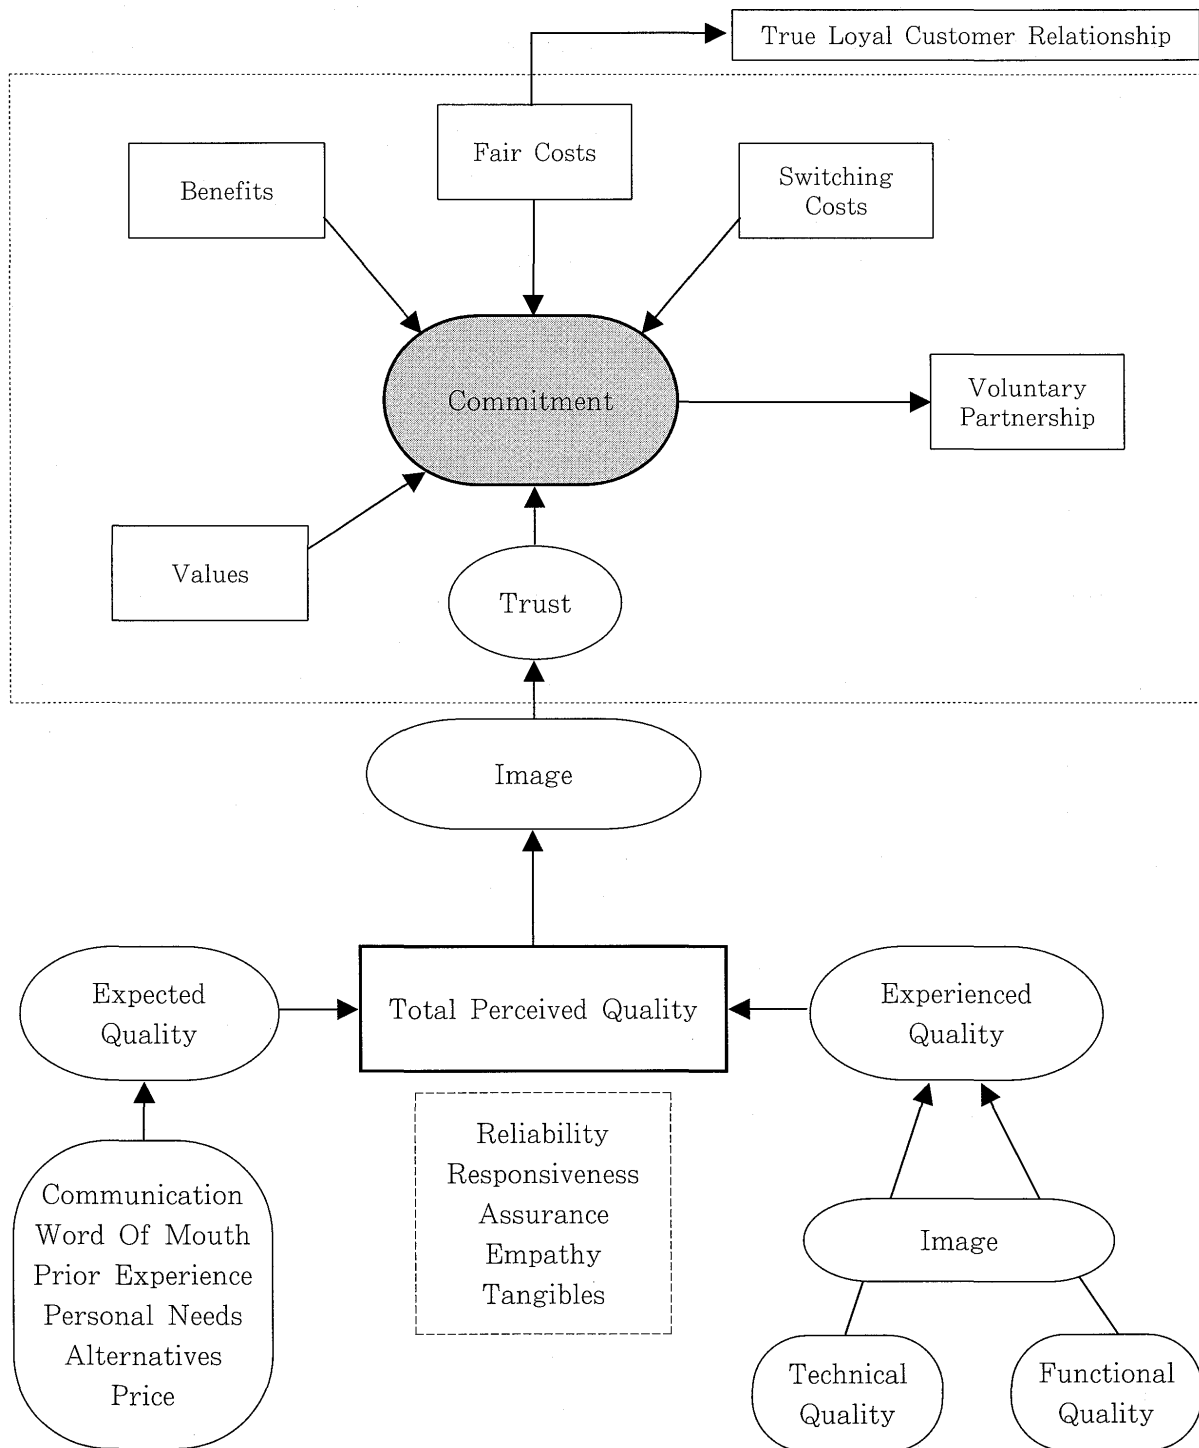 True Loyal Customer Relationship
Fair Costs
Benefits
Switching
Costs
Commitment
Voluntary
Partnership
Values
Trust
Image
Expected
Quality
Total Perceived Quality
Experienced
Quality
Reliability
Responsiveness
Assurance
Empathy
Tangibles
Communication
Word Of Mouth
Prior Experience
Personal Needs
Alternatives
Price
Image
Technical
Quality
Functional
Quality